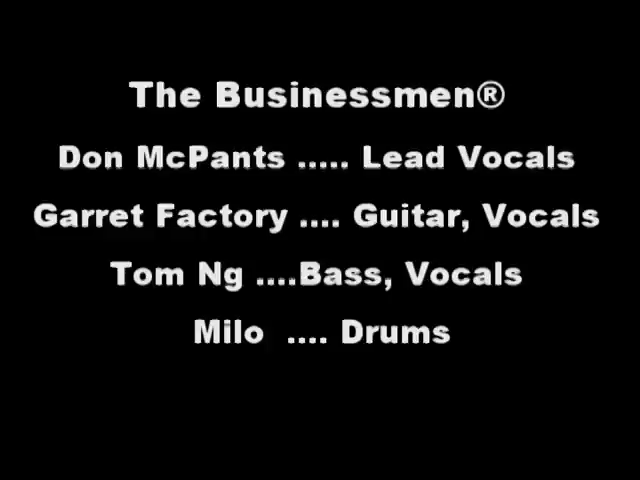 The Businessmen®
Don McPants ..... Lead Vocals
Garret Factory .... Guitar, Vocals
Tom Ng ....Bass, Vocals
Milo  .... Drums